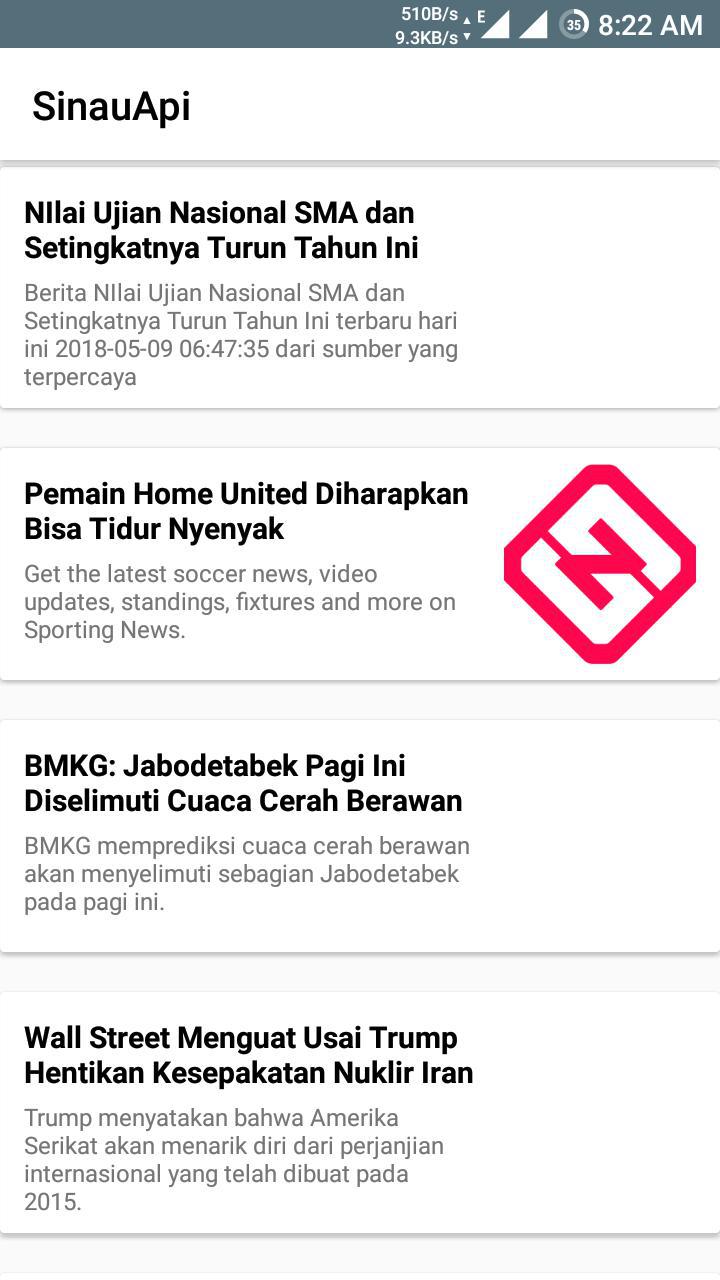 510B/s
E
35
8:22 AM
9.3KB/s
SinauApi
NIlai Ujian Nasional SMA dan
Setingkatnya Turun Tahun Ini
Berita NIlai Ujian Nasional SMA dan
Setingkatnya Turun Tahun Ini terbaru hari
ini 2018-05-09 06:47:35 dari sumber yang
terpercaya
Pemain Home United Diharapkan
Bisa Tidur Nyenyak
Get the latest soccer news, video
updates, standings, fixtures and more on
Sporting News.
BMKG: Jabodetabek Pagi Ini
Diselimuti Cuaca Cerah Berawan
BMKG memprediksi cuaca cerah berawan
akan menyelimuti sebagian Jabodetabek
pada pagi ini.
Wall Street Menguat Usai Trump
Hentikan Kesepakatan Nuklir Iran
Trump menyatakan bahwa Amerika
Serikat akan menarik diri dari perjanjian
internasional yang telah dibuat pada
2015.